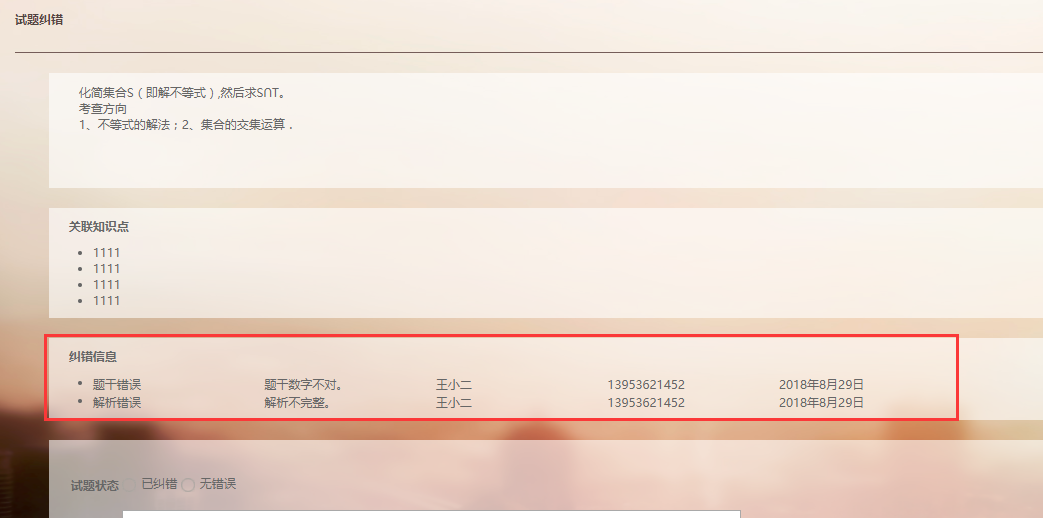 试题纠错
化简集合S（即解不等式）,然后求S∩T。
考查方向
1、不等式的解法；2、集合的交集运算．
关联知识点
1111
1111
1111
1111
纠错信息
题干错误 题干数字不对。 王小二 13953621452 2018年8月29日
解析错误 解析不完整。 王小二 13953621452 2018年8月29日
试题状态 已纠错 无错误